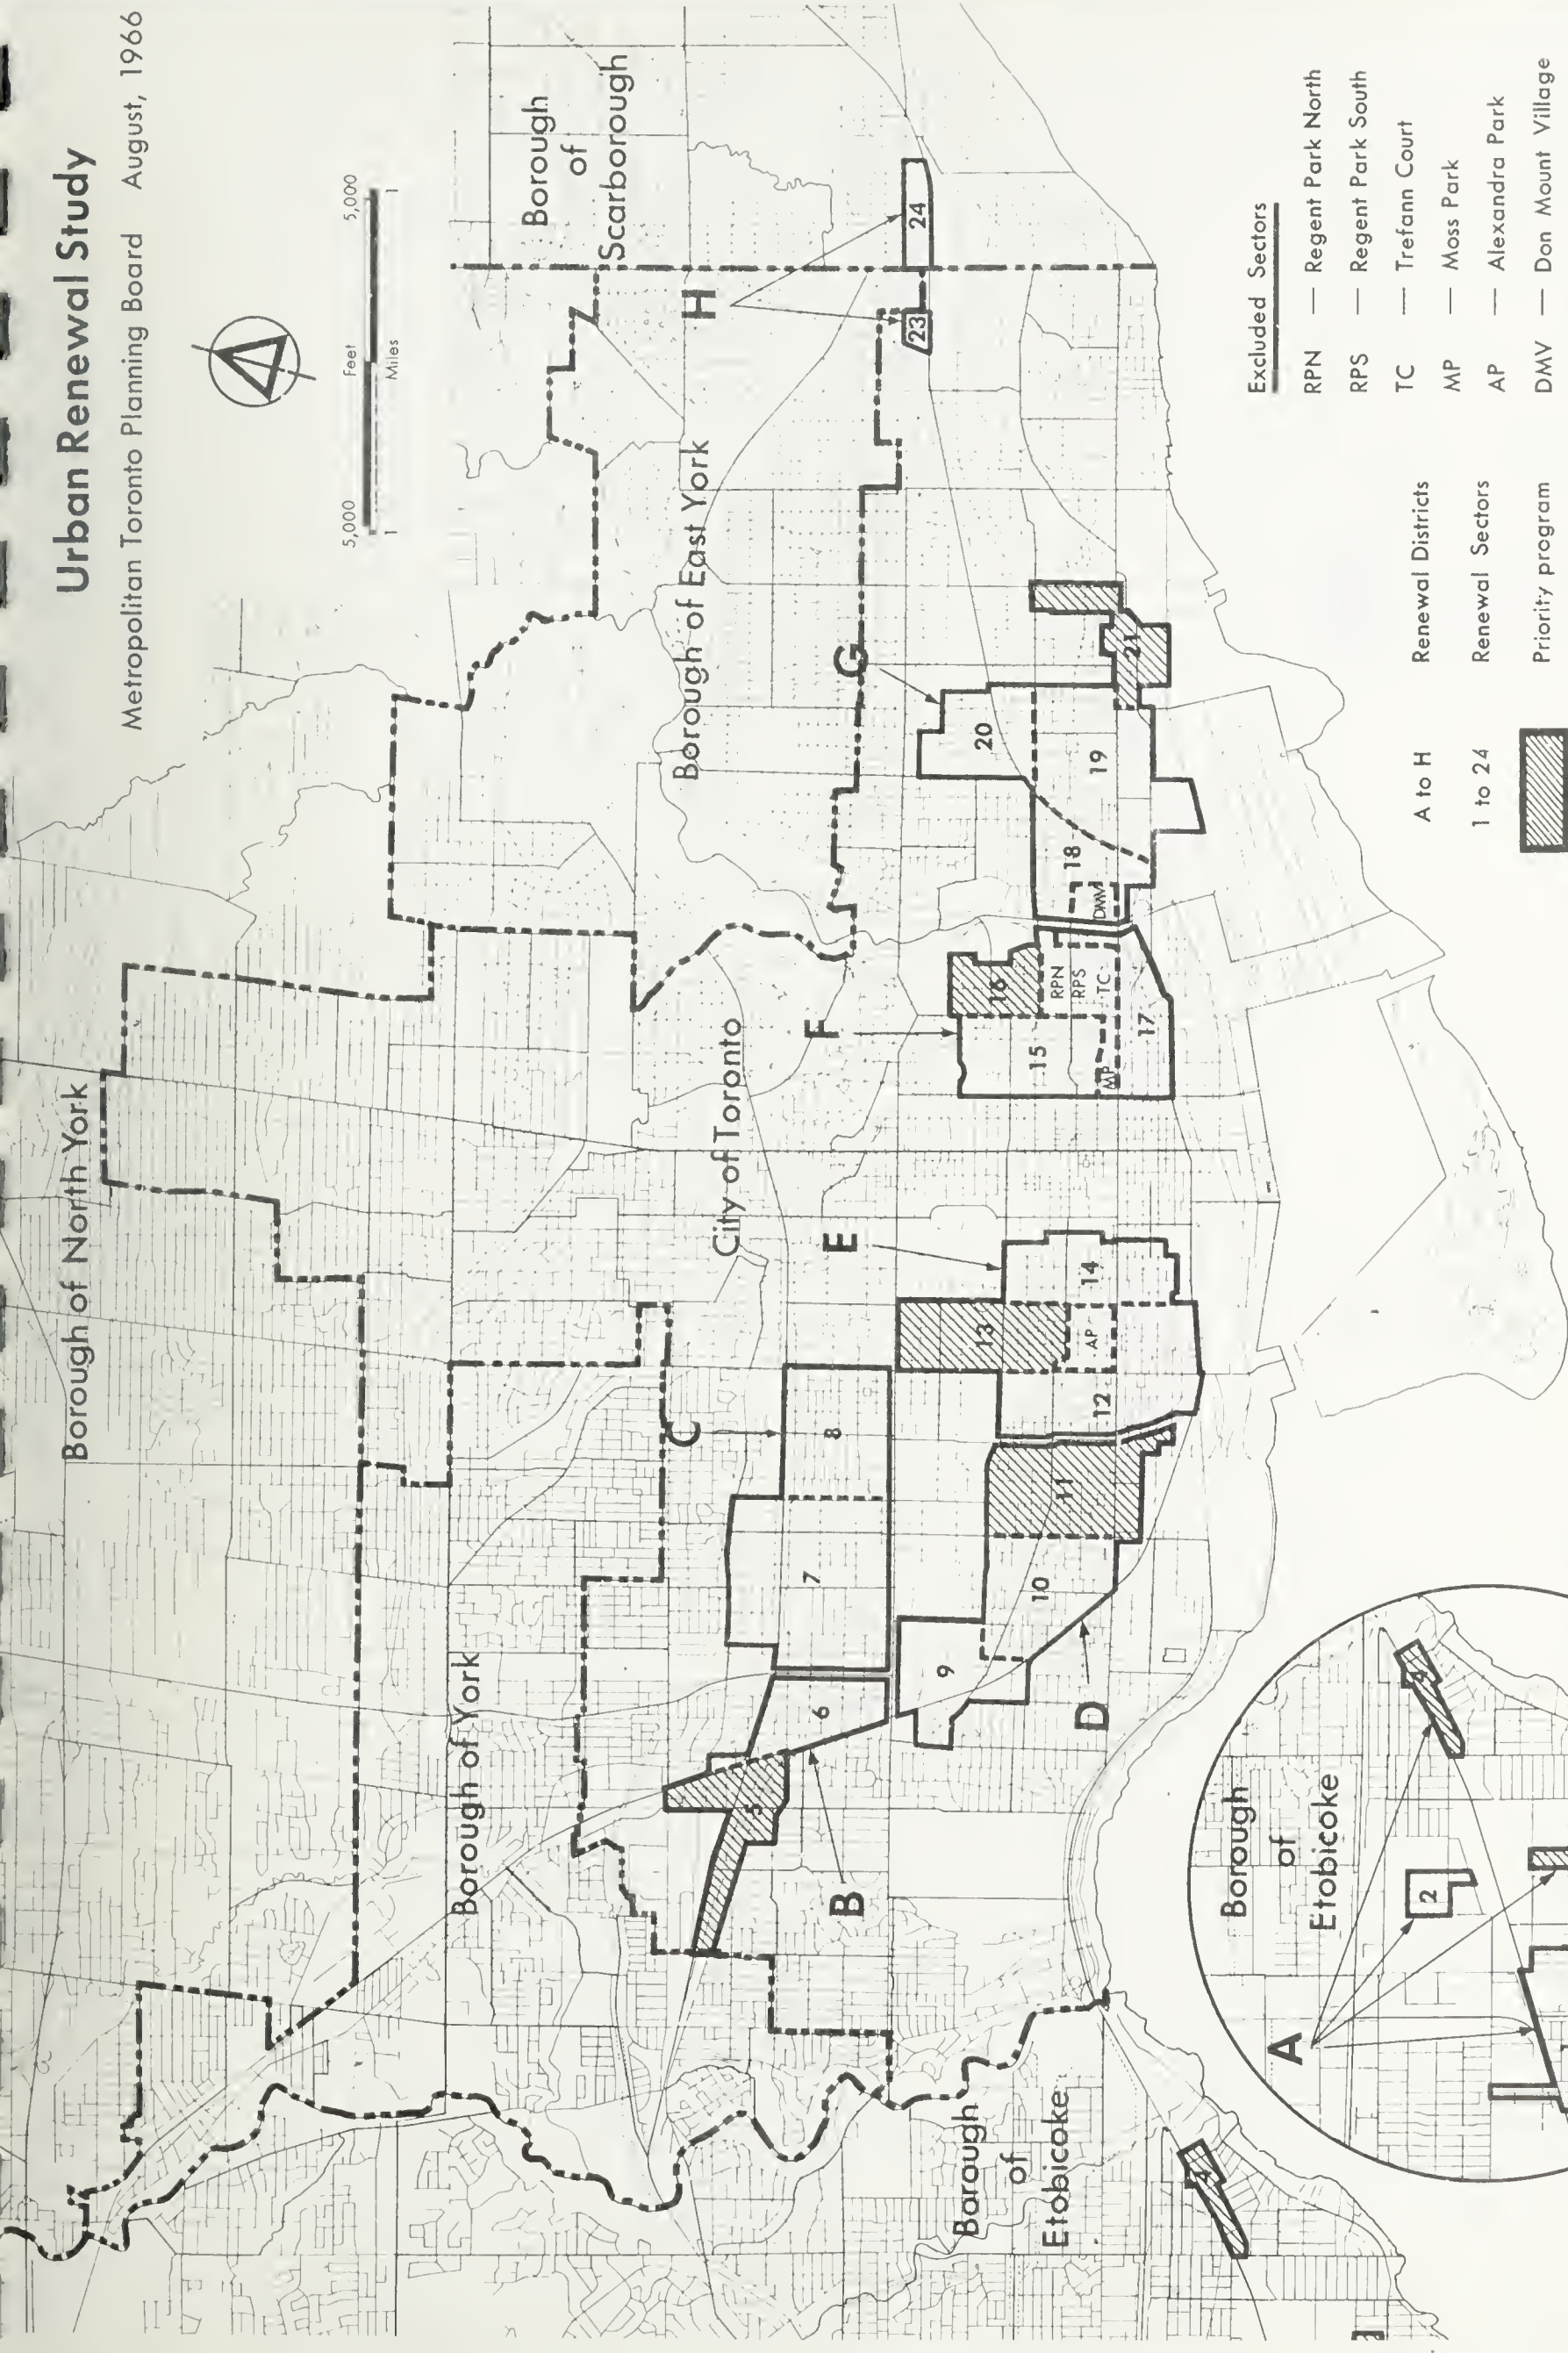 Urban Renewal Study
Metropolitan Toronto Planning Board August, 1966
5,000 Feet 5,000
1 Miles 1
Borough of North York
Borough
of
Scarborough
Borough of York
Borough of East York
City of Toronto
Borough
of
Etobicoke
Borough
of
Etobicoke
A
B
C
D
E
F
G
H
2
4
4
5
6
7
8
9
10
11
12
13
14
AP
15
16
17
RPN
RPS
TC
MP
18
DMV
19
20
21
23
24
A to H Renewal Districts
1 to 24 Renewal Sectors
Priority program
Excluded Sectors
RPN — Regent Park North
RPS — Regent Park South
TC — Trefann Court
MP — Moss Park
AP — Alexandra Park
DMV — Don Mount Village